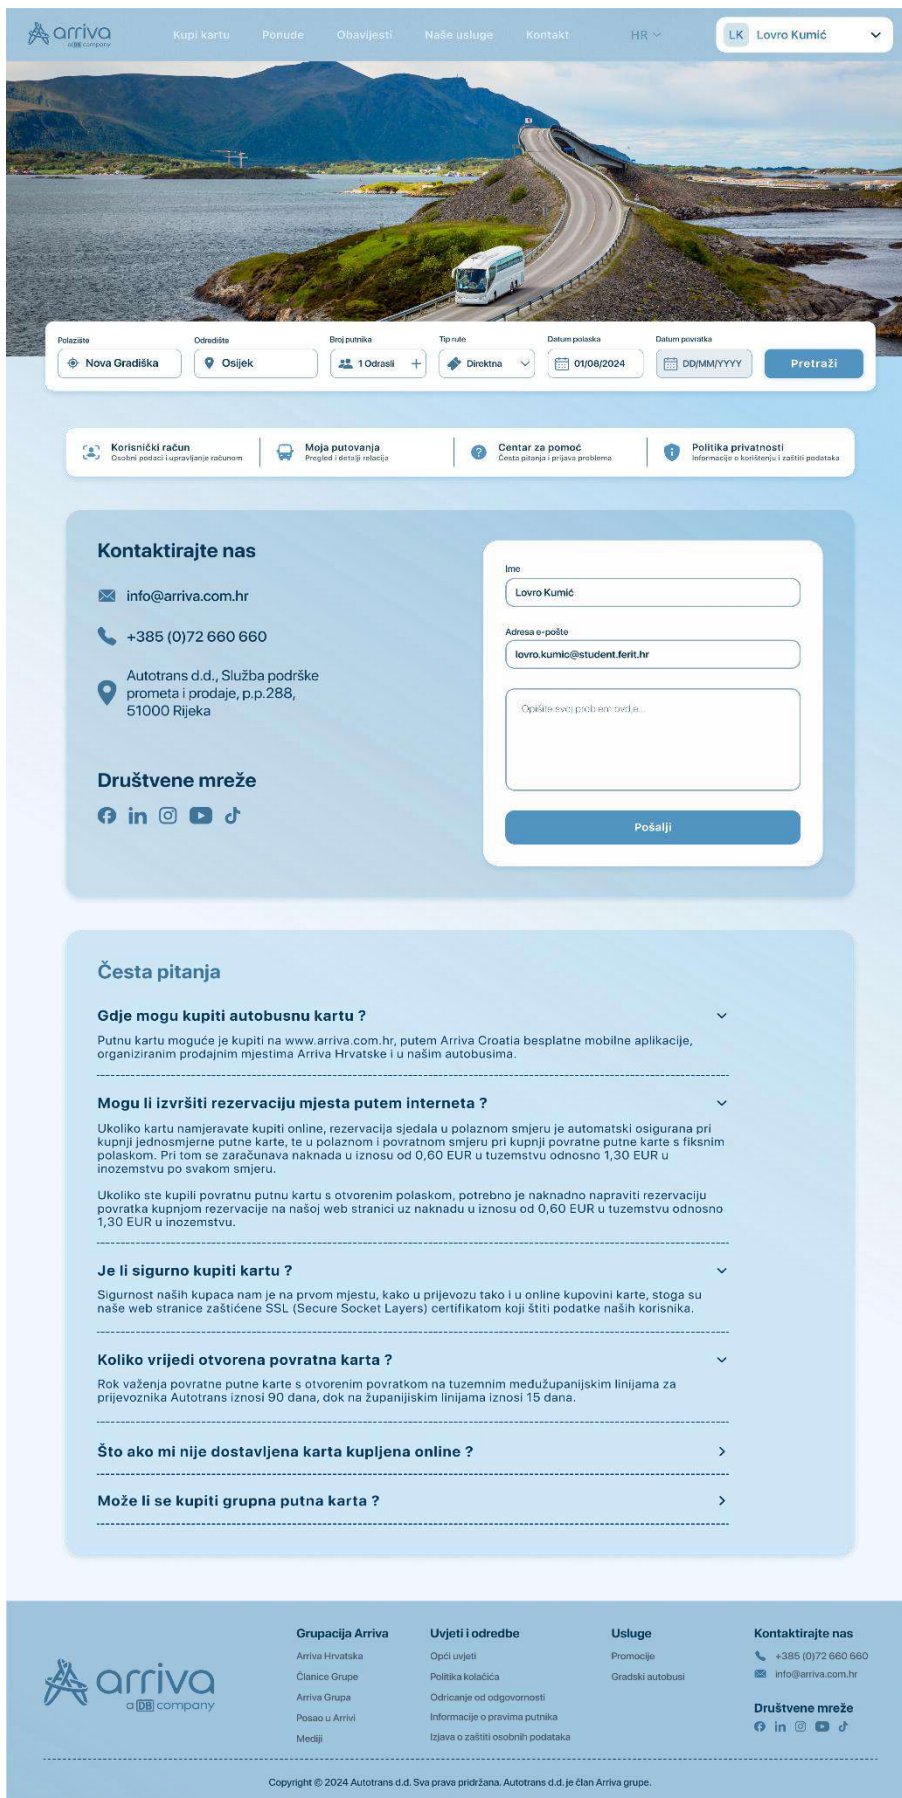 arriva
a DB company
Kupi kartu
Ponude
Obavijesti
Naše usluge
Kontakt
HR
LK Lovro Kumić
Polazište
Nova Gradiška
Odredište
Osijek
Broj putnika
1 Odrasli
Tip rute
Direktna
Datum polaska
01/08/2024
Datum povratka
DD/MM/YYYY
Pretraži
Korisnički račun
Osobni podaci i upravljanje računom
Moja putovanja
Pregled i detalji relacija
Centar za pomoć
Česta pitanja i prijava problema
Politika privatnosti
Informacije o korištenju i zaštiti podataka
Kontaktirajte nas
info@arriva.com.hr
+385 (0)72 660 660
Autotrans d.d., Služba podrške
prometa i prodaje, p.p.288,
51000 Rijeka
Društvene mreže
Ime
Lovro Kumić
Adresa e-pošte
lovro.kumic@student.ferit.hr
Opišite svoj problem ovdje...
Pošalji
Česta pitanja
Gdje mogu kupiti autobusnu kartu ?
Putnu kartu moguće je kupiti na www.arriva.com.hr, putem Arriva Croatia besplatne mobilne aplikacije,
organiziranim prodajnim mjestima Arriva Hrvatske i u našim autobusima.
Mogu li izvršiti rezervaciju mjesta putem interneta ?
Ukoliko kartu namjeravate kupiti online, rezervacija sjedala u polaznom smjeru je automatski osigurana pri
kupnji jednosmjerne putne karte, te u polaznom i povratnom smjeru pri kupnji povratne putne karte s fiksnim
polaskom. Pri tom se zaračunava naknada u iznosu od 0,60 EUR u tuzemstvu odnosno 1,30 EUR u
inozemstvu po svakom smjeru.
Ukoliko ste kupili povratnu putnu kartu s otvorenim polaskom, potrebno je naknadno napraviti rezervaciju
povratka kupnjom rezervacije na našoj web stranici uz naknadu u iznosu od 0,60 EUR u tuzemstvu odnosno
1,30 EUR u inozemstvu.
Je li sigurno kupiti kartu ?
Sigurnost naših kupaca nam je na prvom mjestu, kako u prijevozu tako i u online kupovini karte, stoga su
naše web stranice zaštićene SSL (Secure Socket Layers) certifikatom koji štiti podatke naših korisnika.
Koliko vrijedi otvorena povratna karta ?
Rok važenja povratne putne karte s otvorenim povratkom na tuzemnim međužupanijskim linijama za
prijevoznika Autotrans iznosi 90 dana, dok na županijiskim linijama iznosi 15 dana.
Što ako mi nije dostavljena karta kupljena online ?
Može li se kupiti grupna putna karta ?
arriva
a DB company
Grupacija Arriva
Arriva Hrvatska
Članice Grupe
Arriva Grupa
Posao u Arrivi
Mediji
Uvjeti i odredbe
Opći uvjeti
Politika kolačića
Odricanje od odgovornosti
Informacije o pravima putnika
Izjava o zaštiti osobnih podataka
Usluge
Promocije
Gradski autobusi
Kontaktirajte nas
+385 (0)72 660 660
info@arriva.com.hr
Društvene mreže
Copyright © 2024 Autotrans d.d. Sva prava pridržana. Autotrans d.d. je član Arriva grupe.